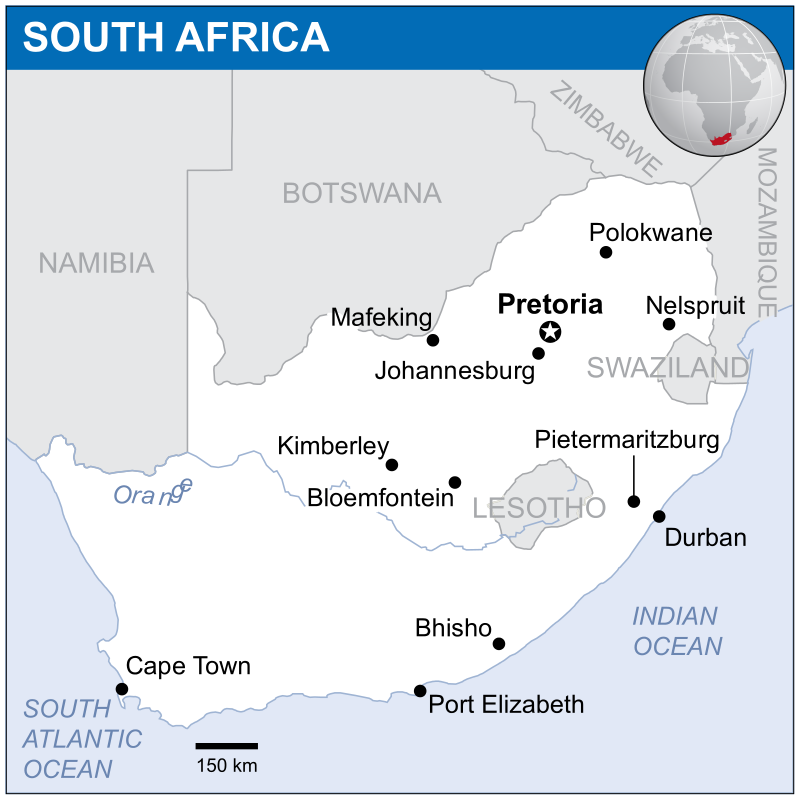 SOUTH AFRICA
ZIMBABWE
MOZAMBIQUE
BOTSWANA
NAMIBIA
Polokwane
Pretoria
Nelspruit
Mafeking
Johannesburg
SWAZILAND
Kimberley
Pietermaritzburg
Orange
Bloemfontein
LESOTHO
Durban
Bhisho
INDIAN
OCEAN
Cape Town
Port Elizabeth
SOUTH
ATLANTIC
OCEAN
150 km